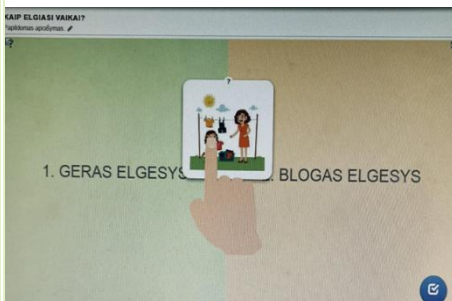 KAIP ELGIASI VAIKAI?
Papildomas aprašymas.
?
1. GERAS ELGESYS
BLOGAS ELGESYS